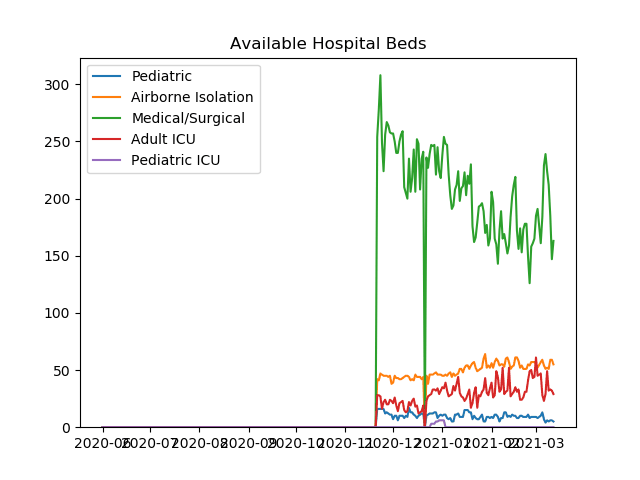 Available Hospital Beds
Pediatric
Airborne Isolation
Medical/Surgical
Adult ICU
Pediatric ICU
300
250
200
150
100
50
0
2020-06 2020-07 2020-08 2020-09 2020-10 2020-11 2020-12 2021-01 2021-02 2021-03